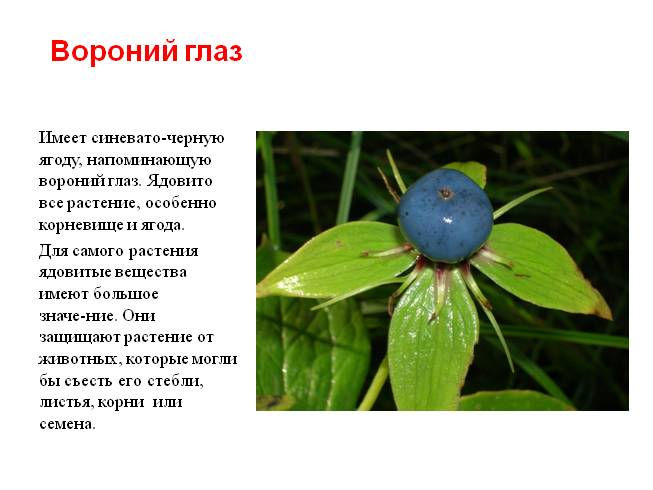 Вороний глаз
Имеет синевато-черную
ягоду, напоминающую
вороний глаз. Ядовито
все растение, особенно
корневище и ягода.
Для самого растения
ядовитые вещества
имеют большое
значе-ние. Они
защищают растение от
животных, которые могли
бы съесть его стебли,
листья, корни или
семена.